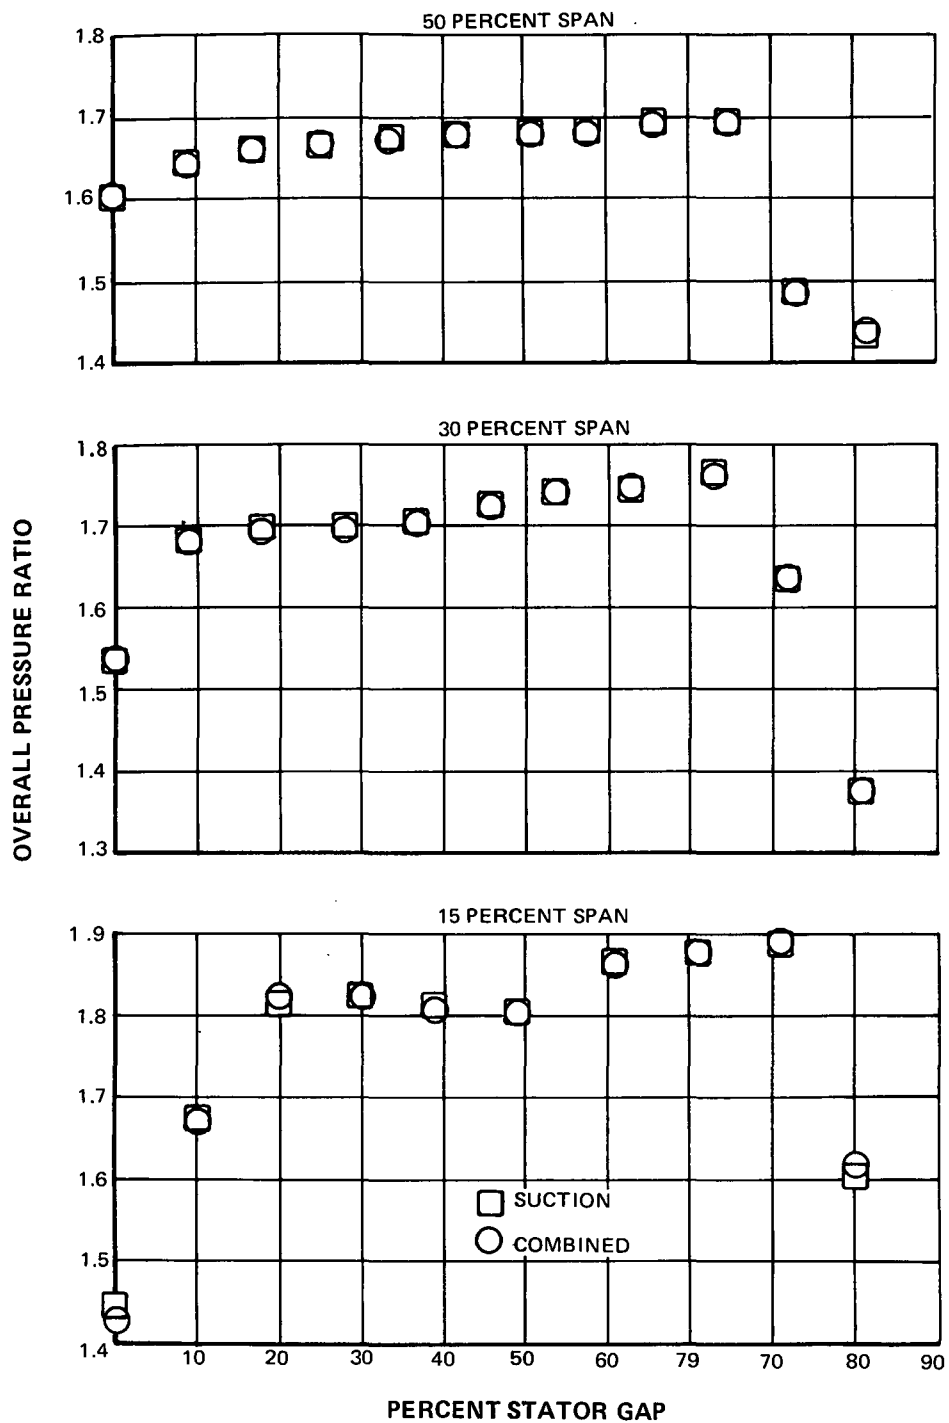 50 PERCENT SPAN
1.8
1.7
1.6
1.5
1.4
30 PERCENT SPAN
1.8
1.7
1.6
1.5
1.4
1.3
OVERALL PRESSURE RATIO
15 PERCENT SPAN
1.9
1.8
1.7
1.6
1.5
1.4
SUCTION
COMBINED
10 20 30 40 50 60 79 70 80 90
PERCENT STATOR GAP